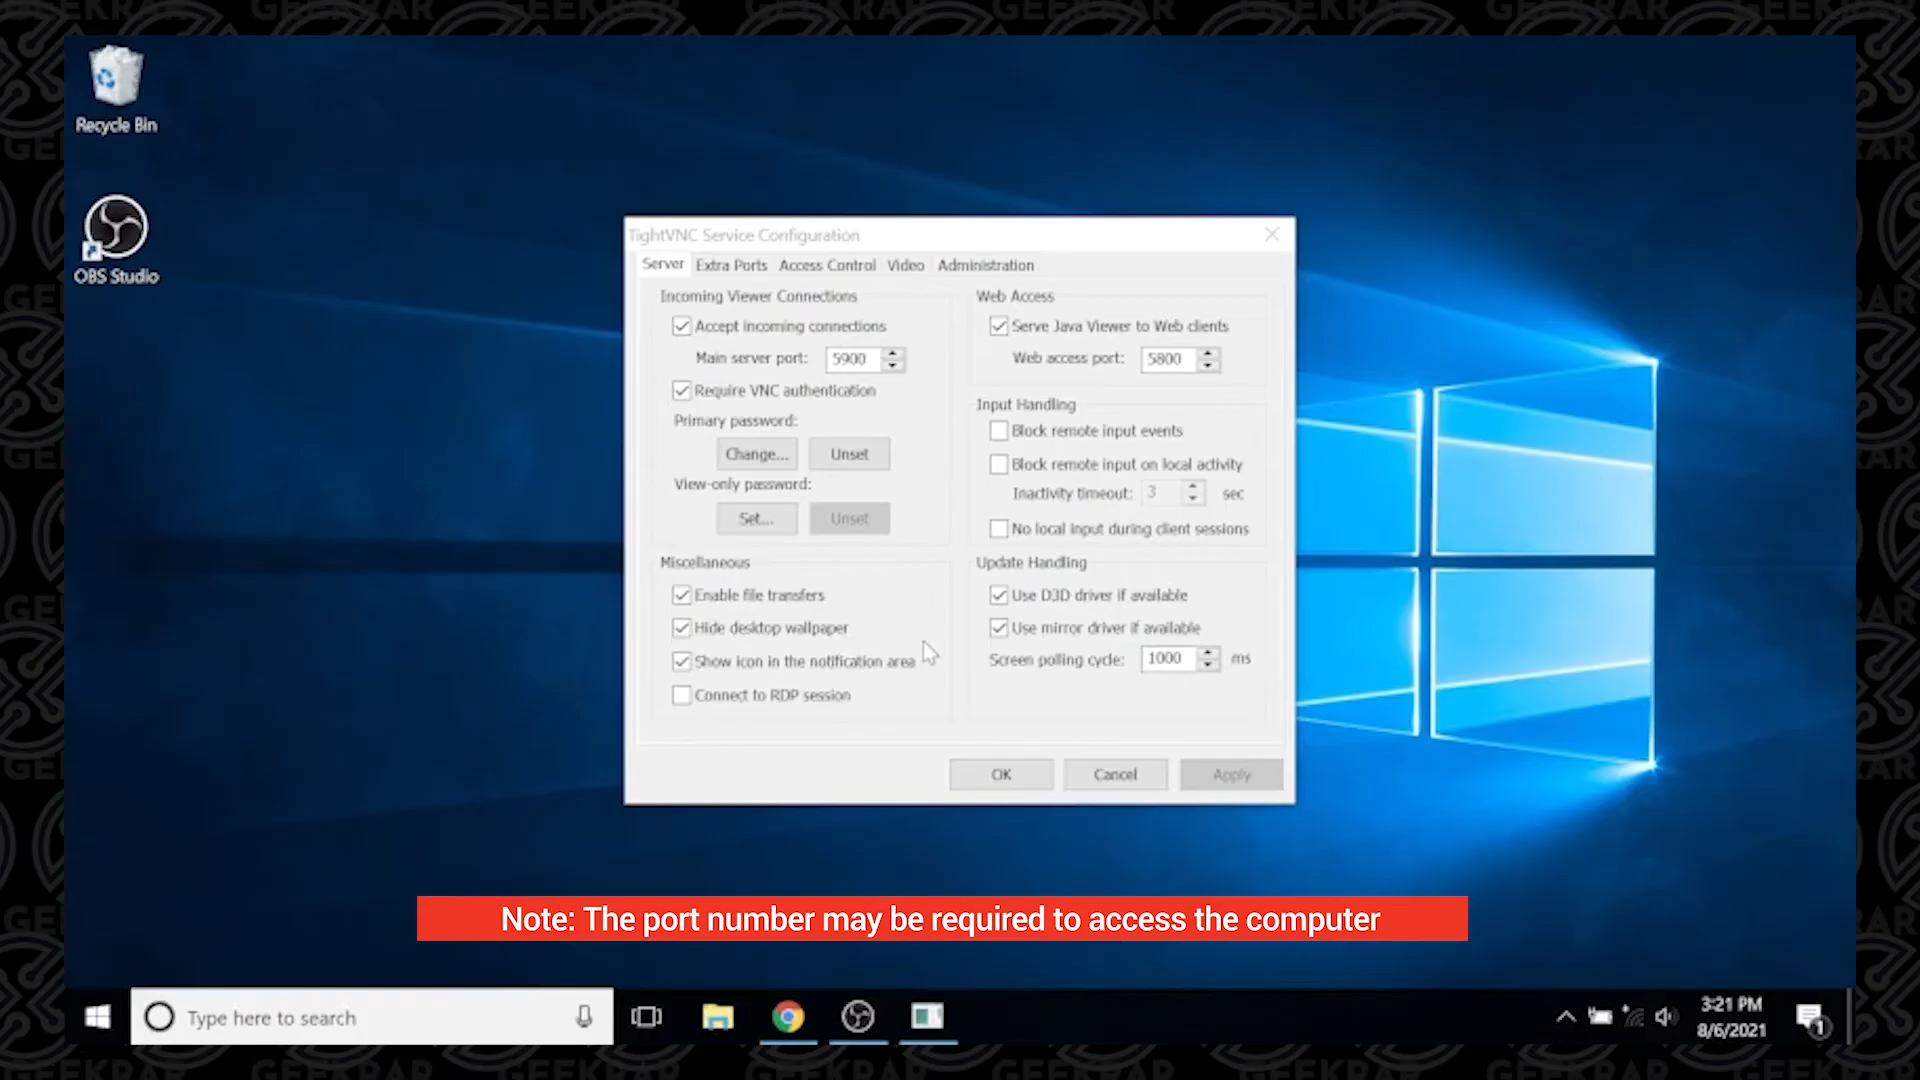 GEEKRAR
Recycle Bin
OBS Studio
TightVNC Service Configuration
Server Extra Ports Access Control Video Administration
Incoming Viewer Connections
Accept incoming connections
Main server port: 5900
Require VNC authentication
Primary password:
Change... Unset
View-only password:
Set... Unset
Miscellaneous
Enable file transfers
Hide desktop wallpaper
Show icon in the notification area
Connect to RDP session
Web Access
Serve Java Viewer to Web clients
Web access port: 5800
Input Handling
Block remote input events
Block remote input on local activity
Inactivity timeout: 3 sec
No local input during client sessions
Update Handling
Use D3D driver if available
Use mirror driver if available
Screen polling cycle: 1000 ms
OK Cancel Apply
Note: The port number may be required to access the computer
Type here to search
3:21 PM
8/6/2021
1